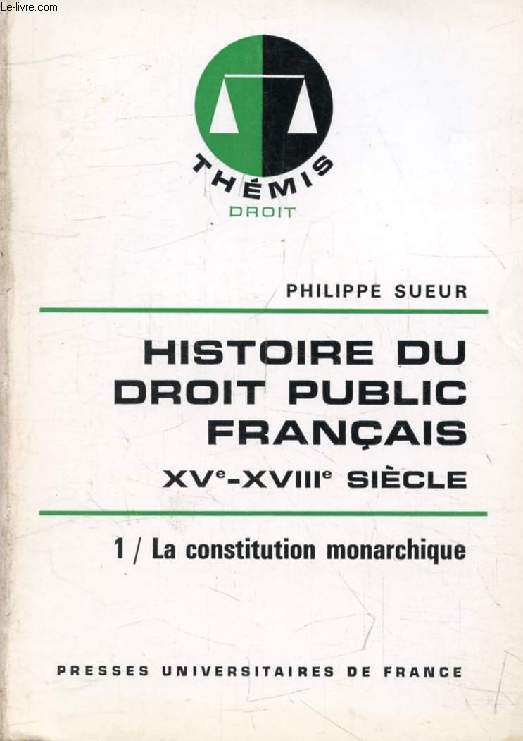 Le-livre.com
THÉMIS
DROIT
PHILIPPE SUEUR
HISTOIRE DU
DROIT PUBLIC
FRANÇAIS
XVe-XVIIIe SIÈCLE
1 / La constitution monarchique
PRESSES UNIVERSITAIRES DE FRANCE